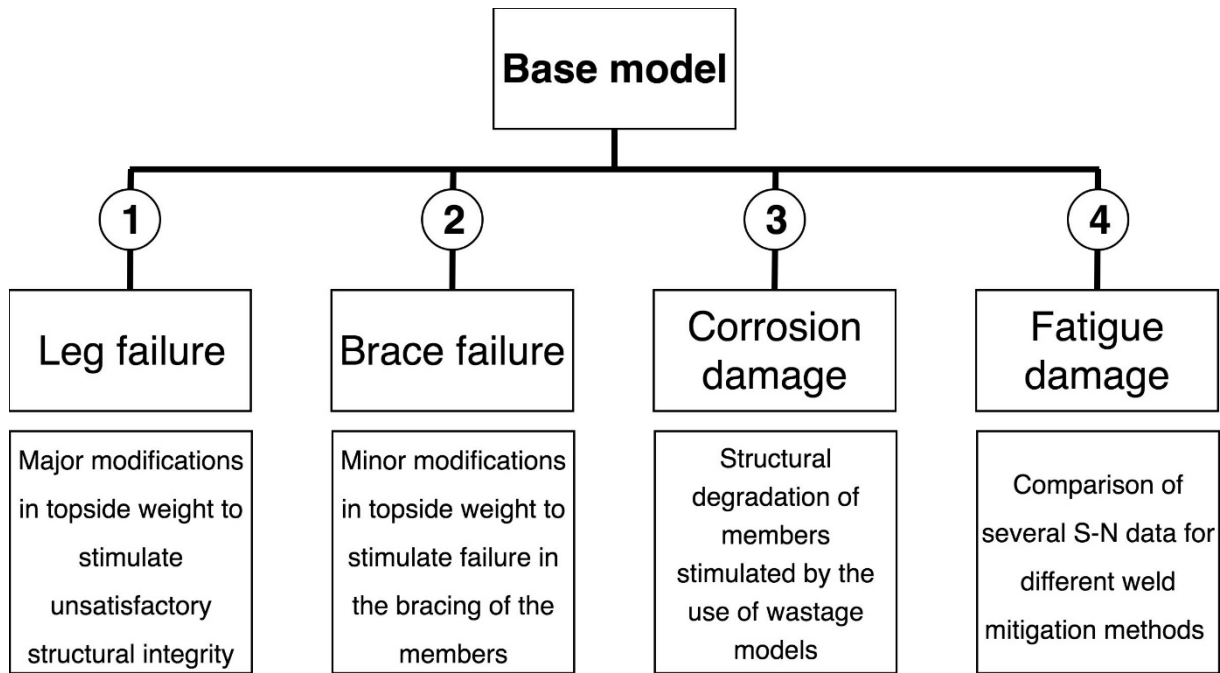 Base model
1
2
3
4
Leg failure
Brace failure
Corrosion
damage
Fatigue
damage
Major modifications
in topside weight to
stimulate
unsatisfactory
structural integrity
Minor modifications
in topside weight to
stimulate failure in
the bracing of the
members
Structural
degradation of
members
stimulated by the
use of wastage
models
Comparison of
several S-N data for
different weld
mitigation methods